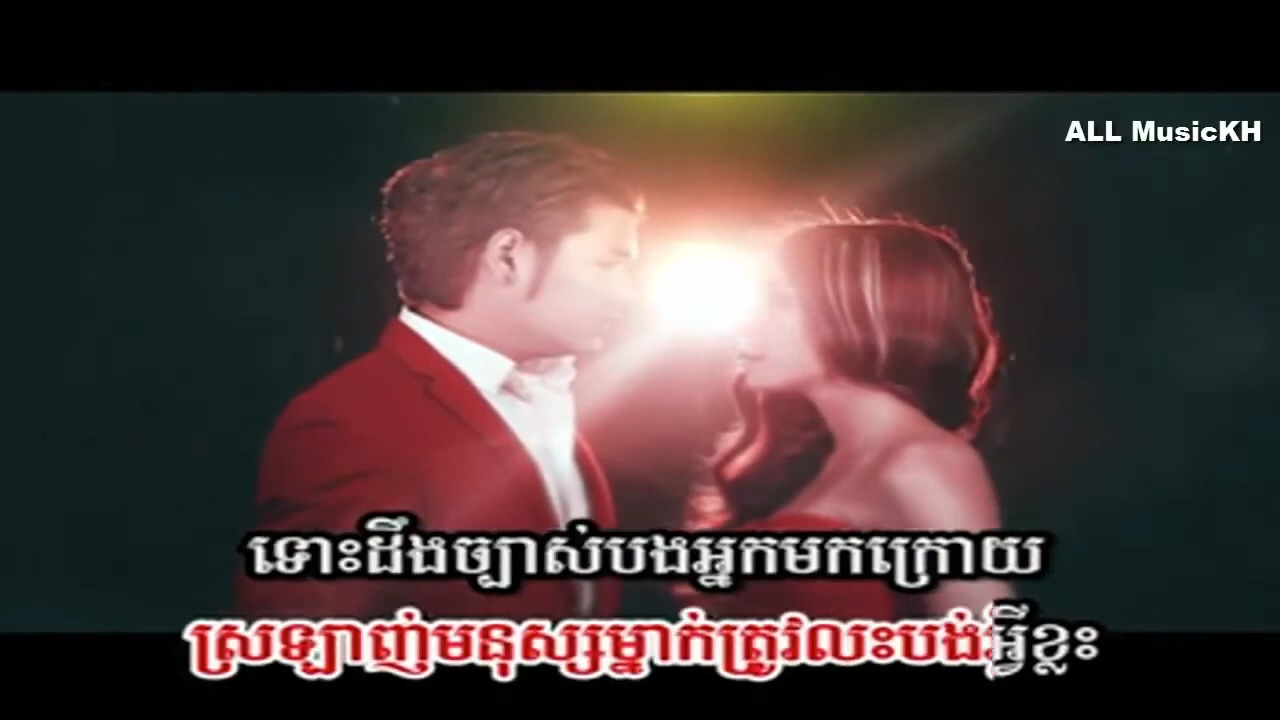 ALL MusicKH
ទោះដឹងច្បាស់បងអ្នកមកក្រោយ
ស្រឡាញ់មនុស្សម្នាក់ត្រូវលះបង់អ្វីខ្លះ